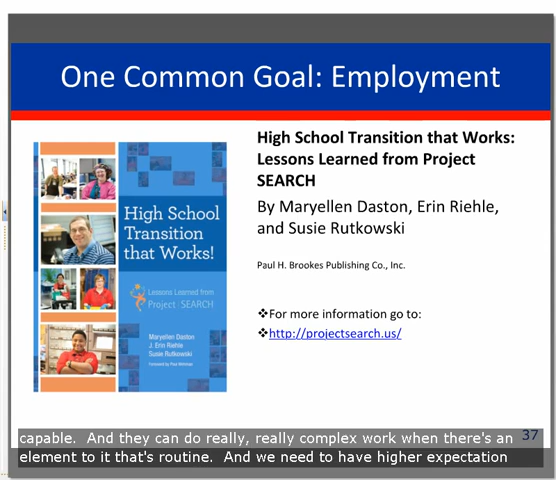 One Common Goal: Employment
High School Transition that Works:
Lessons Learned from Project
SEARCH
By Maryellen Daston, Erin Riehle,
and Susie Rutkowski
Paul H. Brookes Publishing Co., Inc.
❖For more information go to:
❖http://projectsearch.us/
High School
Transition
that Works!
Lessons Learned from
Project SEARCH
Maryellen Daston
J. Erin Riehle
Susie Rutkowski
37
capable. And they can do really, really complex work when there's an
element to it that's routine. And we need to have higher expectation